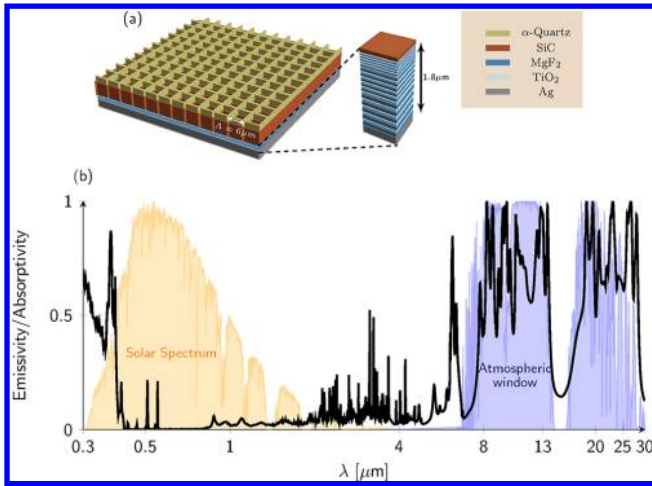 (a)
α-Quartz
SiC
MgF₂
TiO₂
Ag
1.8μm
Λ = 6μm
(b)
Emissivity/Absorptivity
1
0.5
0
Solar Spectrum
Atmospheric
window
0.3 0.5 1 4 8 13 20 25 30
λ [μm]